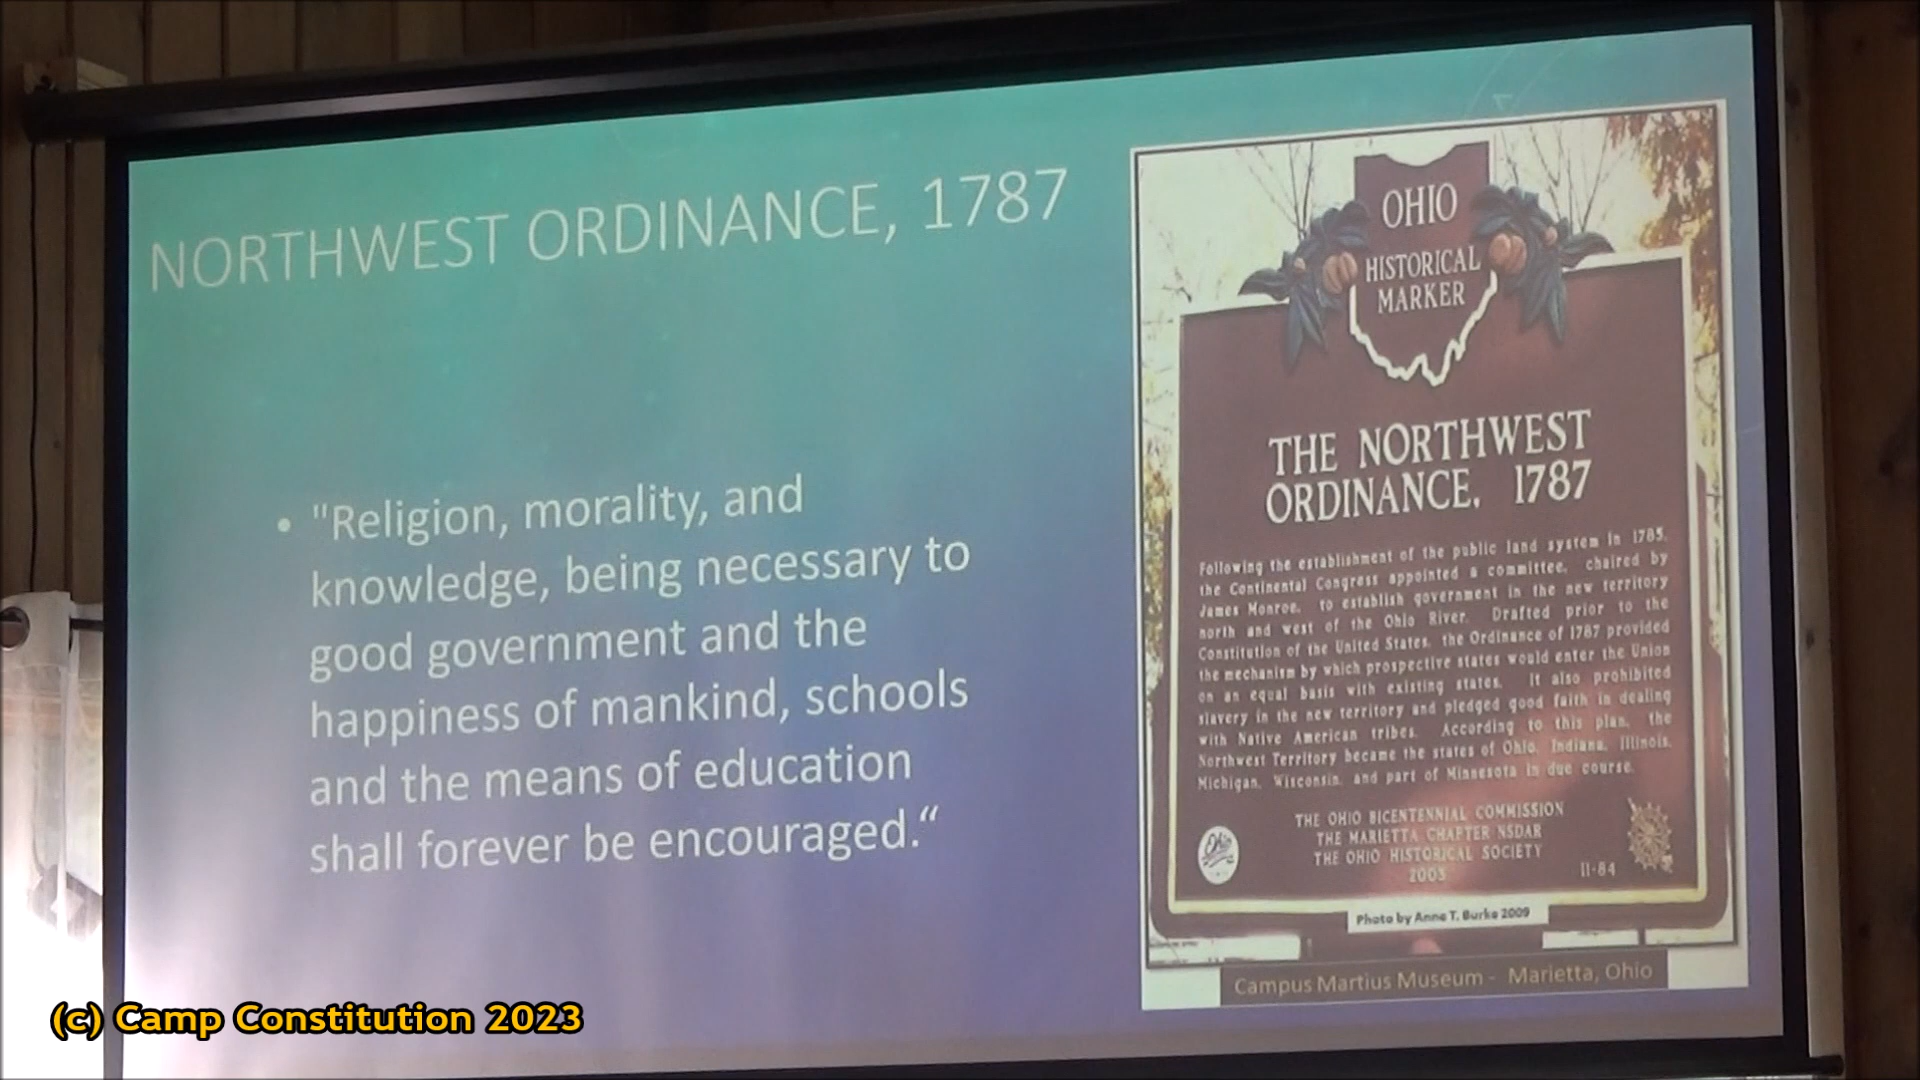 NORTHWEST ORDINANCE, 1787
• "Religion, morality, and
knowledge, being necessary to
good government and the
happiness of mankind, schools
and the means of education
shall forever be encouraged.“
OHIO
HISTORICAL
MARKER
THE NORTHWEST
ORDINANCE, 1787
Following the establishment of the public land system in 1785,
the Continental Congress appointed a committee, chaired by
James Monroe, to establish government in the new territory
north and west of the Ohio River. Drafted prior to the
Constitution of the United States, the Ordinance of 1787 provided
the mechanism by which prospective states would enter the Union
on an equal basis with existing states. It also prohibited
slavery in the new territory and pledged good faith in dealing
with Native American tribes. According to this plan, the
Northwest Territory became the states of Ohio, Indiana, Illinois,
Michigan, Wisconsin, and part of Minnesota in due course.
THE OHIO BICENTENNIAL COMMISSION
THE MARIETTA CHAPTER NSDAR
THE OHIO HISTORICAL SOCIETY
2003
11-84
Ohio
Photo by Anne T. Burke 2009
Campus Martius Museum - Marietta, Ohio
(c) Camp Constitution 2023